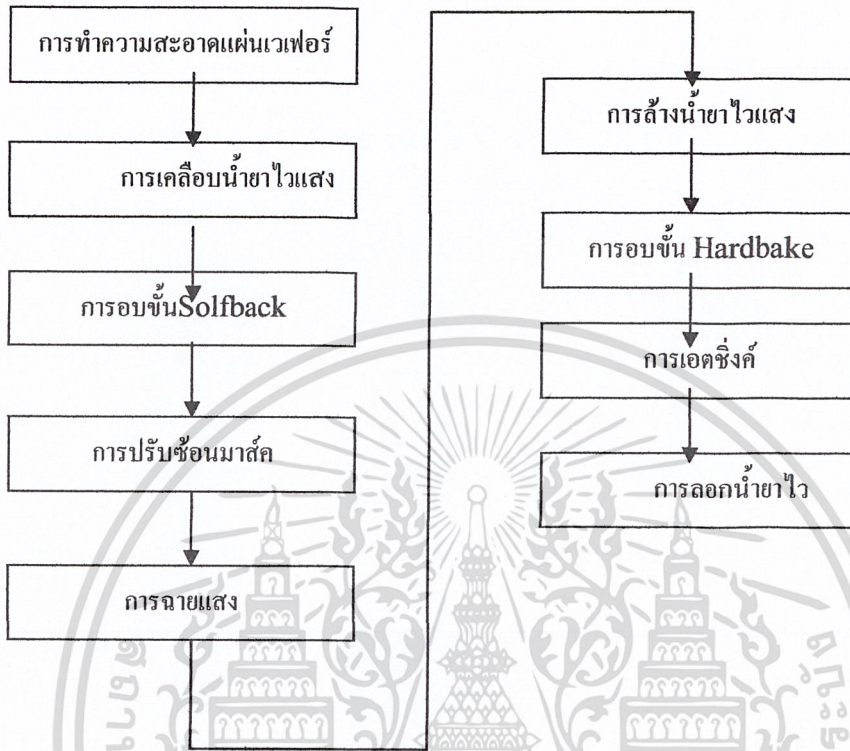 การทำความสะอาดแผ่นเวเฟอร์
การเคลือบน้ำยาไวแสง
การอบขั้นSolfback
การปรับซ้อนมาส์ค
การฉายแสง
การล้างน้ำยาไวแสง
การอบขั้น Hardbake
การเอตชิ่งค์
การลอกน้ำยาไว